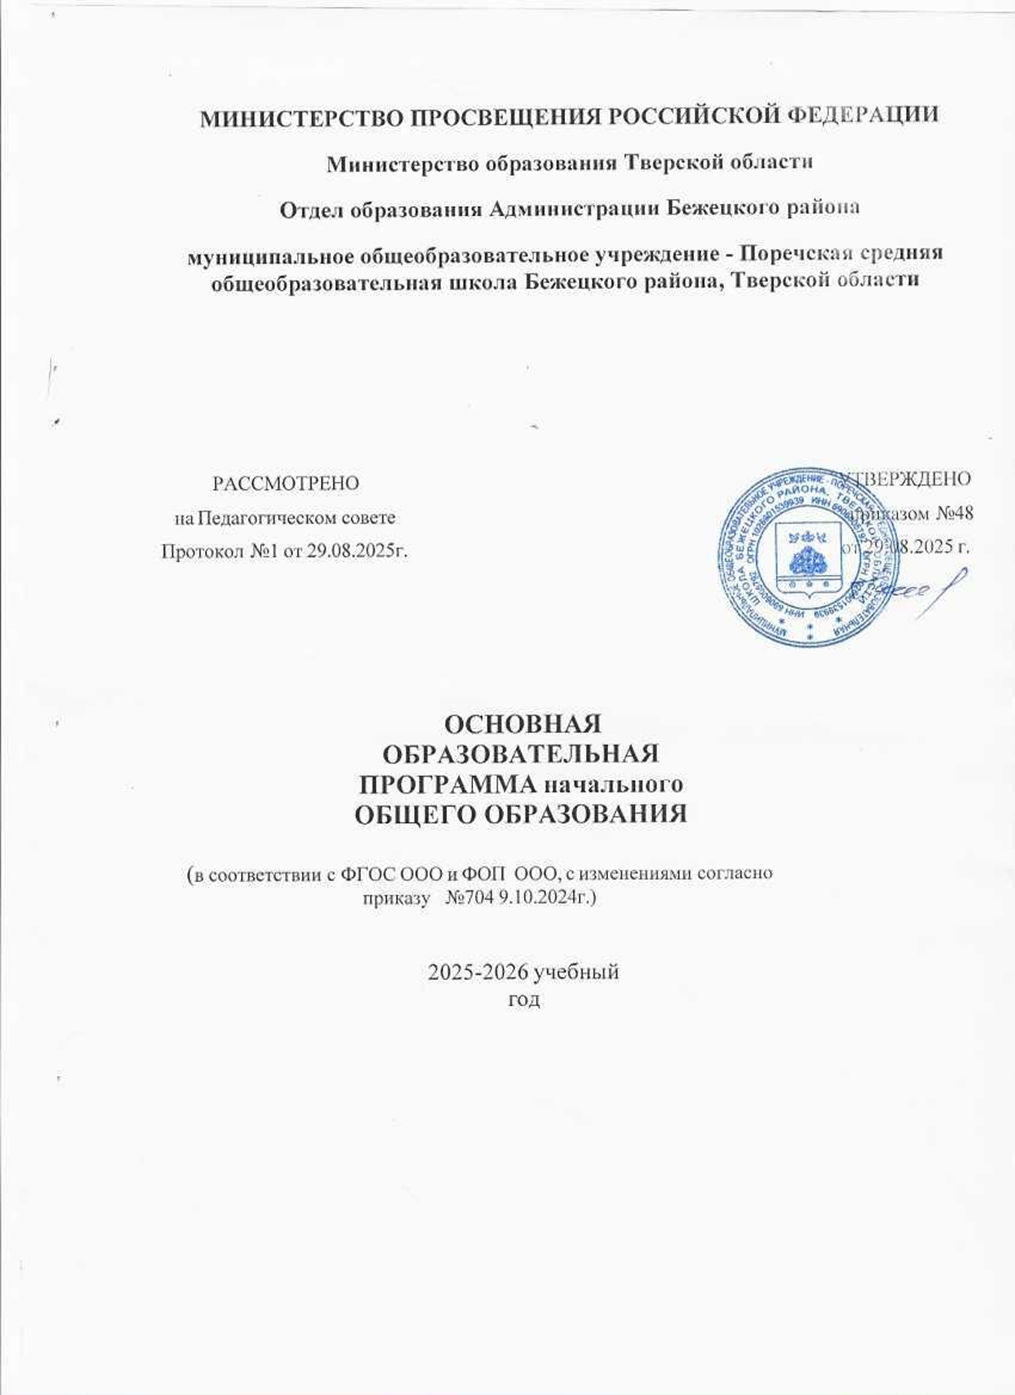 МИНИСТЕРСТВО ПРОСВЕЩЕНИЯ РОССИЙСКОЙ ФЕДЕРАЦИИ
Министерство образования Тверской области
Отдел образования Администрации Бежецкого района
муниципальное общеобразовательное учреждение - Поречская средняя
общеобразовательная школа Бежецкого района, Тверской области
РАССМОТРЕНО
на Педагогическом совете
Протокол №1 от 29.08.2025г.
УТВЕРЖДЕНО
приказом №48
от 29.08.2025 г.
ОСНОВНАЯ
ОБРАЗОВАТЕЛЬНАЯ
ПРОГРАММА начального
ОБЩЕГО ОБРАЗОВАНИЯ
(в соответствии с ФГОС ООО и ФОП ООО, с изменениями согласно
приказу №704 9.10.2024г.)
2025-2026 учебный
год